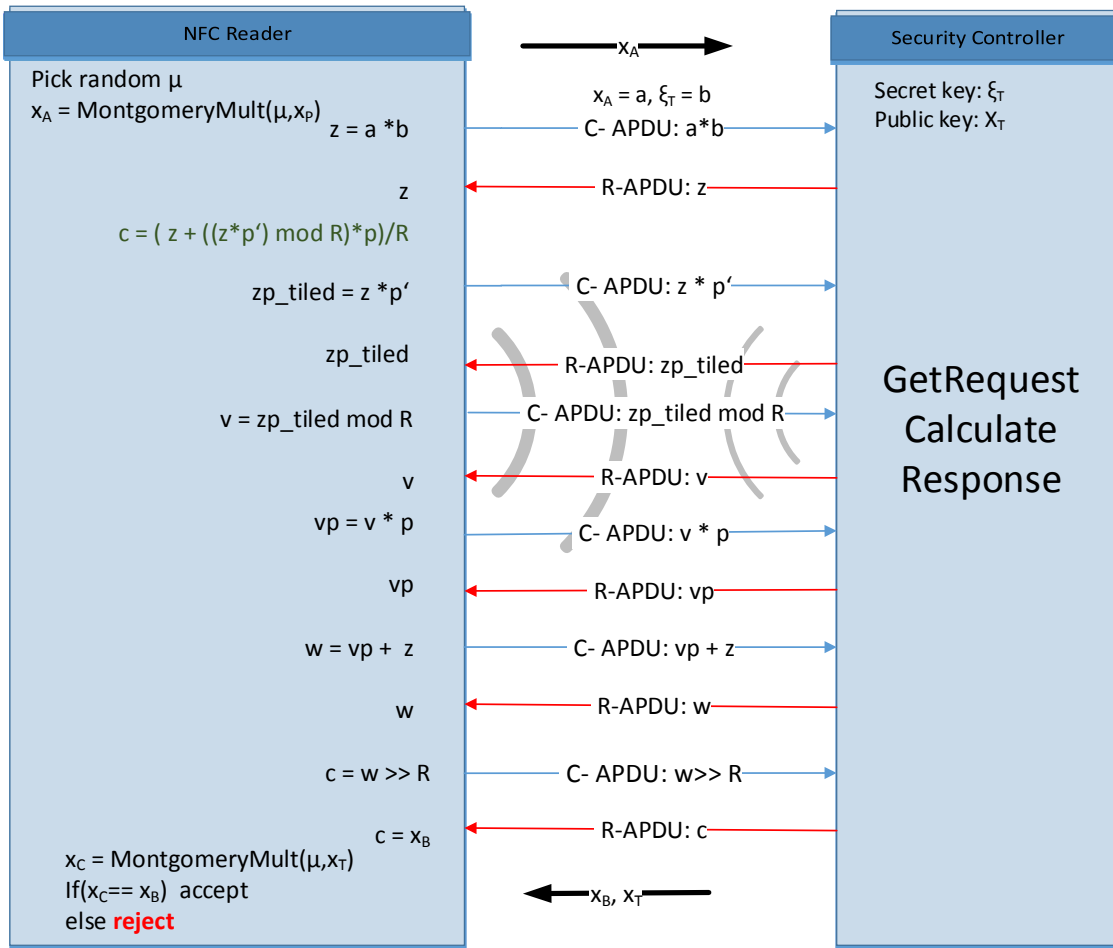 NFC Reader
Pick random μ
x_A = MontgomeryMult(μ,x_P)
z = a *b
z
c = ( z + ((z*p‘) mod R)*p)/R
zp_tiled = z *p‘
zp_tiled
v = zp_tiled mod R
v
vp = v * p
vp
w = vp + z
w
c = w >> R
c = x_B
x_C = MontgomeryMult(μ,x_T)
If(x_C== x_B) accept
else reject
x_A
x_A = a, ξ_T = b
C- APDU: a*b
R-APDU: z
C- APDU: z * p‘
R-APDU: zp_tiled
C- APDU: zp_tiled mod R
R-APDU: v
C- APDU: v * p
R-APDU: vp
C- APDU: vp + z
R-APDU: w
C- APDU: w>> R
R-APDU: c
x_B, x_T
Security Controller
Secret key: ξ_T
Public key: X_T
GetRequest
Calculate
Response